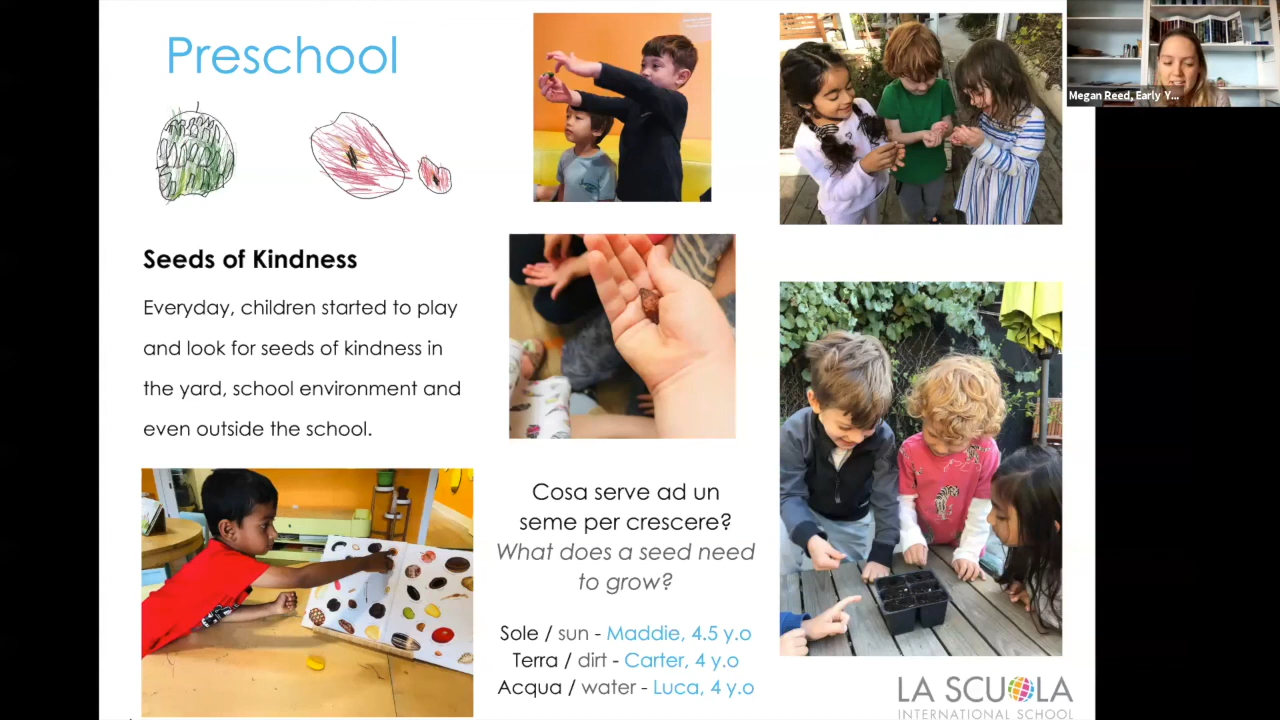 Preschool
Megan Reed, Early Y...
Seeds of Kindness
Everyday, children started to play
and look for seeds of kindness in
the yard, school environment and
even outside the school.
Cosa serve ad un
seme per crescere?
What does a seed need
to grow?
Sole / sun - Maddie, 4.5 y.o
Terra / dirt - Carter, 4 y.o
Acqua / water - Luca, 4 y.o
LA SCUOLA
INTERNATIONAL SCHOOL